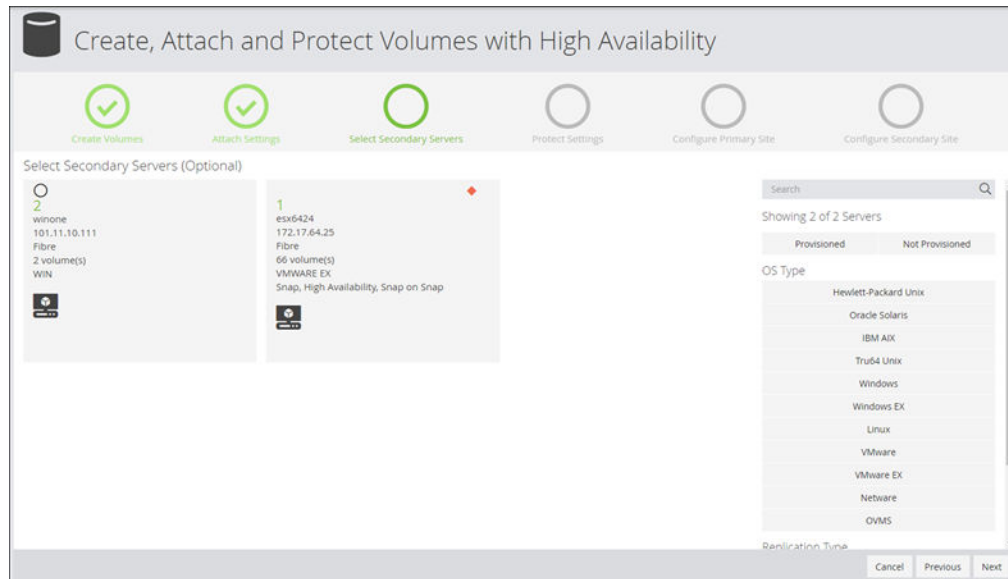 Create, Attach and Protect Volumes with High Availability
Create Volumes
Attach Settings
Select Secondary Servers
Protect Settings
Configure Primary Site
Configure Secondary Site
Select Secondary Servers (Optional)
2
winone
101.11.10.111
Fibre
2 volume(s)
WIN
1
esx6424
172.17.64.25
Fibre
66 volume(s)
VMWARE EX
Snap, High Availability, Snap on Snap
Search
Showing 2 of 2 Servers
Provisioned
Not Provisioned
OS Type
Hewlett-Packard Unix
Oracle Solaris
IBM AIX
Tru64 Unix
Windows
Windows EX
Linux
VMware
VMware EX
Netware
OVMS
Replication Type
Cancel
Previous
Next